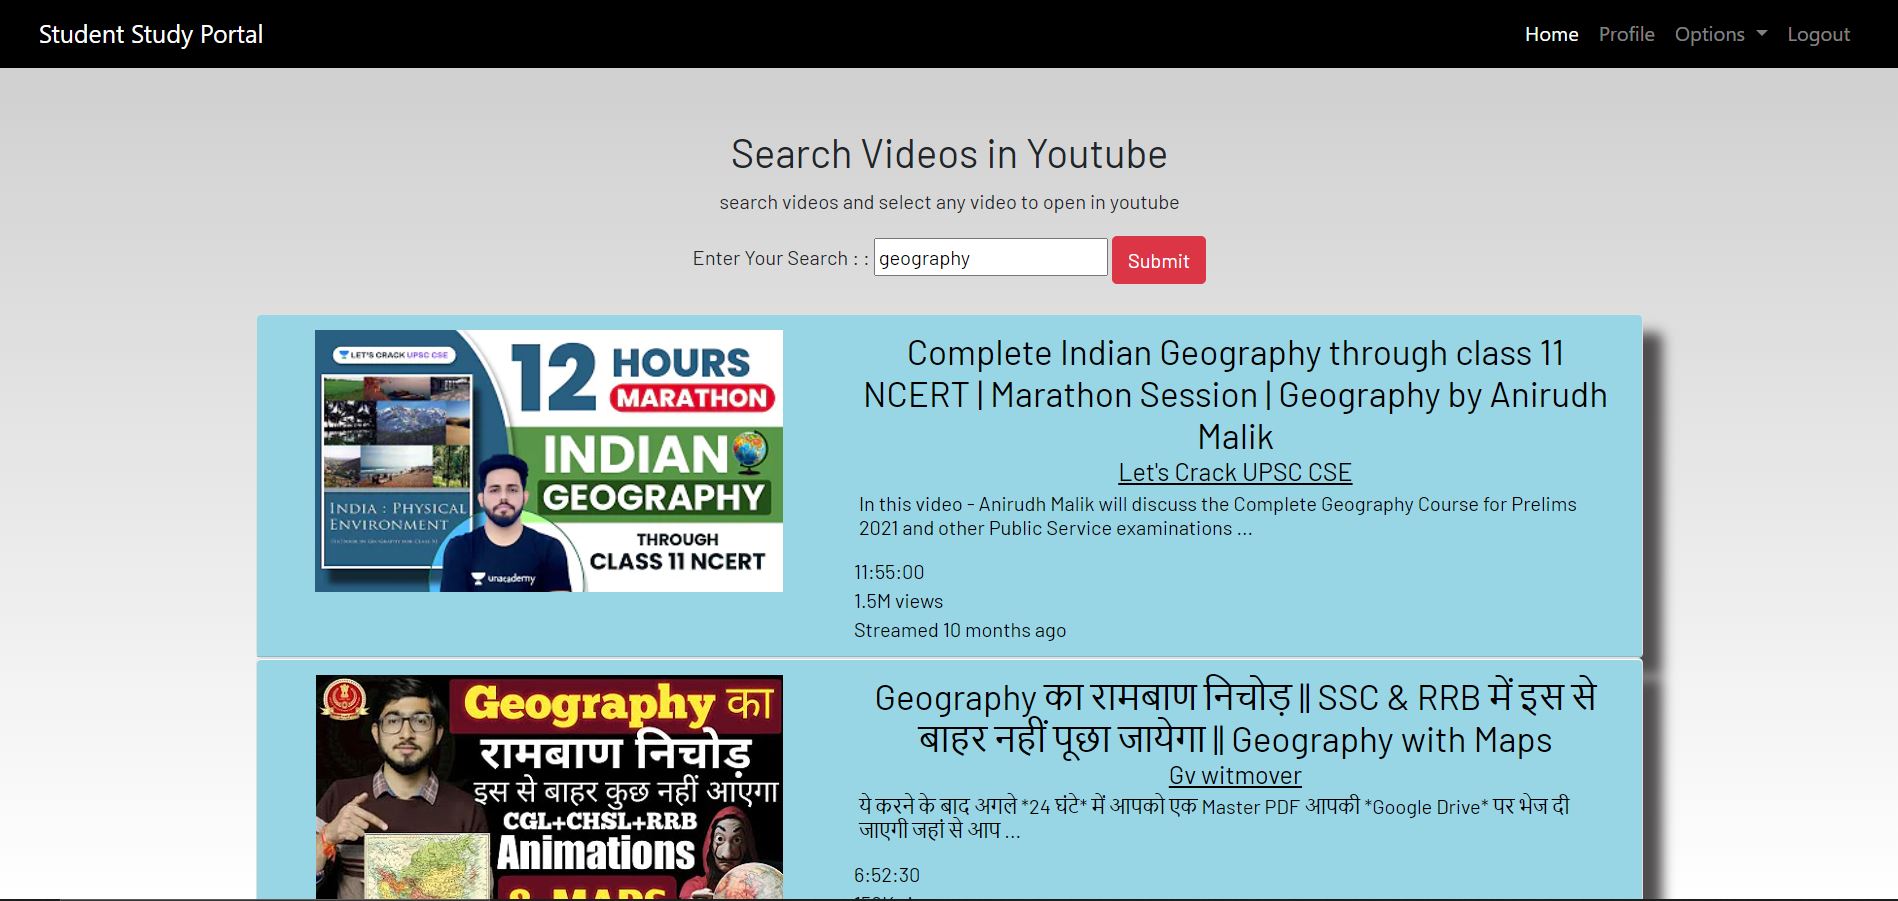 Student Study Portal
Home Profile Options Logout
Search Videos in Youtube
search videos and select any video to open in youtube
Enter Your Search : : geography Submit
LET'S CRACK UPSC CSE
12 HOURS
MARATHON
INDIAN
GEOGRAPHY
THROUGH
CLASS 11 NCERT
INDIA : PHYSICAL
ENVIRONMENT
unacademy
Complete Indian Geography through class 11
NCERT | Marathon Session | Geography by Anirudh
Malik
Let's Crack UPSC CSE
In this video - Anirudh Malik will discuss the Complete Geography Course for Prelims
2021 and other Public Service examinations ...
11:55:00
1.5M views
Streamed 10 months ago
Geography का
रामबाण निचोड़
इस से बाहर कुछ नहीं आएगा
CGL+CHSL+RRB
Animations
& MAPS
Geography का रामबाण निचोड़ || SSC & RRB में इस से
बाहर नहीं पूछा जायेगा || Geography with Maps
Gv witmover
ये करने के बाद अगले *24 घंटे* में आपको एक Master PDF आपकी *Google Drive* पर भेज दी
जाएगी जहां से आप ...
6:52:30